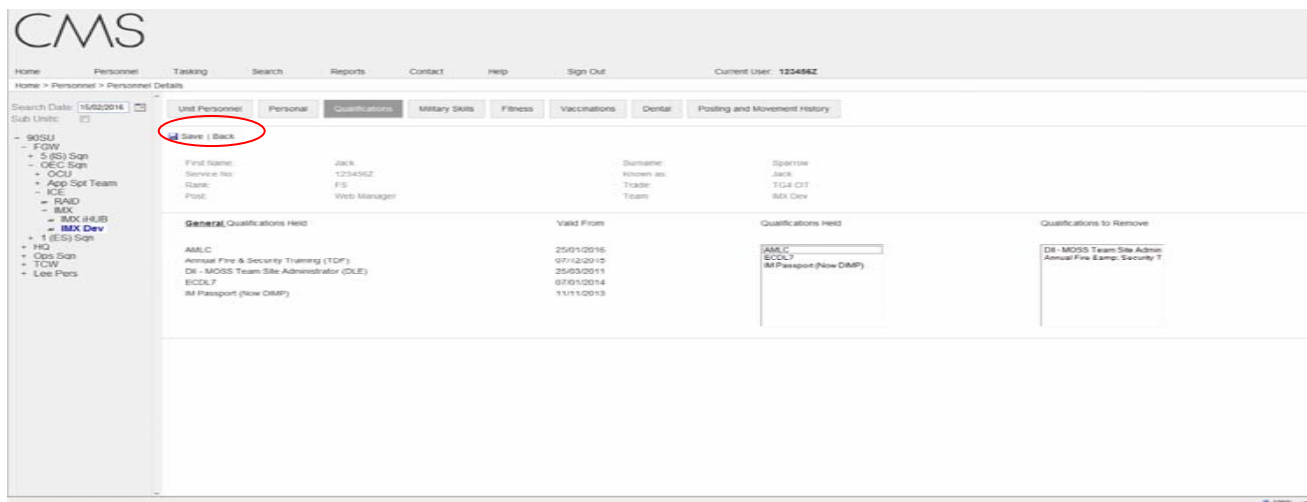 CMS
Home Personnel Tasking Search Reports Contact Help Sign Out Current User: 123456Z
Home > Personnel > Personnel Details
Search Date: 15/02/2016
Sub Units:
- 90SU
- FGW
+ 5 (IS) Sqn
- OEC Sqn
+ OCU
+ App Spt Team
- ICE
RAID
- IMX
IMX iHUB
IMX Dev
+ 1 (ES) Sqn
+ HQ
+ Ops Sqn
+ TCW
+ Lee Pers
Unit Personnel Personal Qualifications Military Skills Fitness Vaccinations Dental Posting and Movement History
Save | Back
First Name: Jack Surname: Sparrow
Service No: 123456Z Known as: Jack
Rank: FS Trade: TG4 CIT
Post: Web Manager Team: IMX Dev
General Qualifications Held Valid From Qualifications Held Qualifications to Remove
AMLC 25/01/2016
Annual Fire & Security Training (TDF) 07/12/2015
DII - MOSS Team Site Administrator (DLE) 25/03/2011
ECDL7 07/01/2014
IM Passport (Now DIMP) 11/11/2013
AMLC
ECDL7
IM Passport (Now DIMP)
DII - MOSS Team Site Admin
Annual Fire &amp; Security T